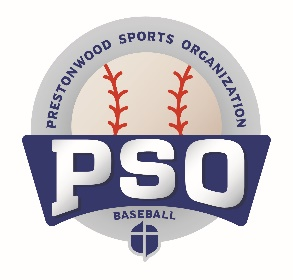 PRESTONWOOD SPORTS ORGANIZATION
PSO
BASEBALL